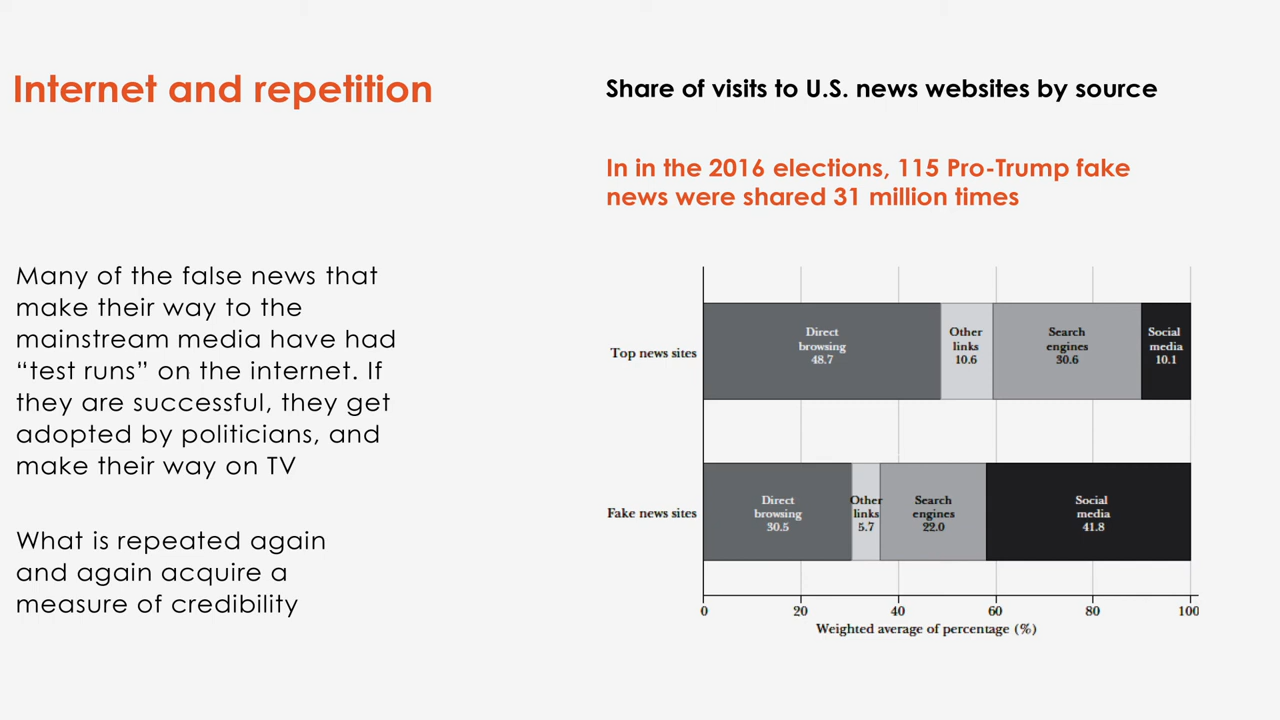 Internet and repetition
Many of the false news that
make their way to the
mainstream media have had
“test runs” on the internet. If
they are successful, they get
adopted by politicians, and
make their way on TV
What is repeated again
and again acquire a
measure of credibility
Share of visits to U.S. news websites by source
In in the 2016 elections, 115 Pro-Trump fake
news were shared 31 million times
Top news sites
Direct
browsing
48.7
Other
links
10.6
Search
engines
30.6
Social
media
10.1
Fake news sites
Direct
browsing
30.5
Other
links
5.7
Search
engines
22.0
Social
media
41.8
0 20 40 60 80 100
Weighted average of percentage (%)